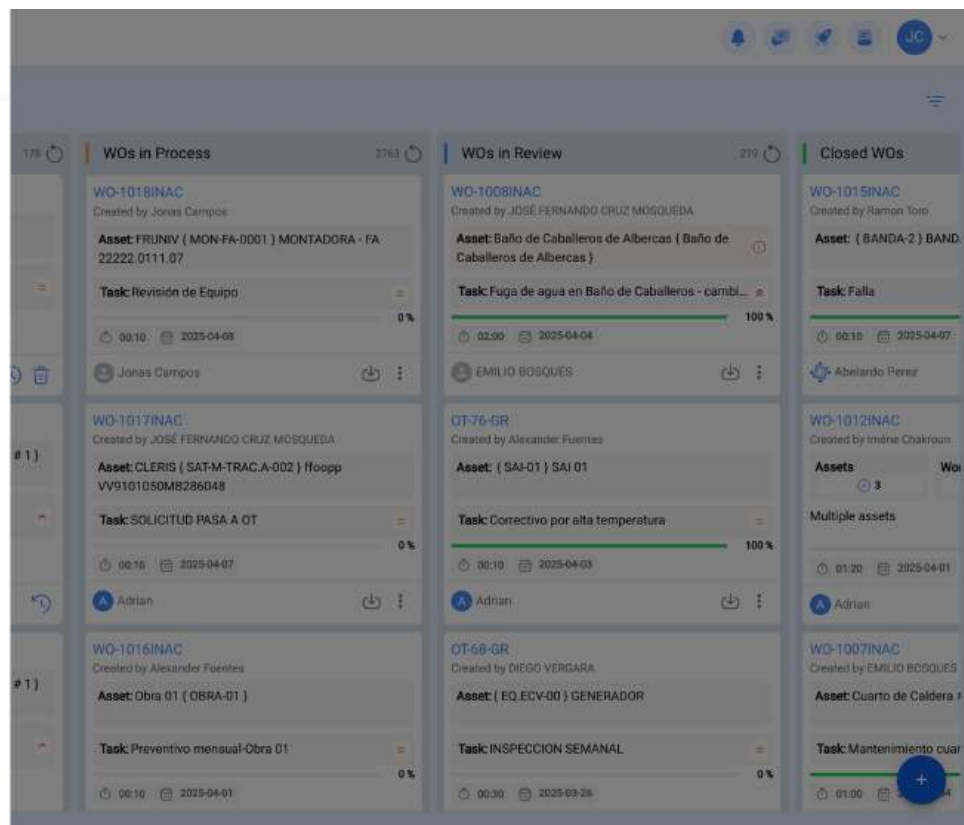 JC
178
WOs in Process
2763
WOs in Review
219
Closed WOs
#1)
#1)
WO-1018INAC
Created by Jonas Campos
Asset: FRUNIV { MON-FA-0001 } MONTADORA - FA
22222.0111.07
Task: Revisión de Equipo
0 %
00:10
2025-04-08
Jonas Campos
WO-1017INAC
Created by JOSÉ FERNANDO CRUZ MOSQUEDA
Asset: CLERIS { SAT-M-TRAC.A-002 } ffoopp
VV9101050M8286048
Task: SOLICITUD PASA A OT
0 %
00:10
2025-04-07
Adrian
WO-1016INAC
Created by Alexander Fuentes
Asset: Obra 01 { OBRA-01 }
Task: Preventivo mensual-Obra 01
0 %
00:10
2025-04-01
WO-1008INAC
Created by JOSÉ FERNANDO CRUZ MOSQUEDA
Asset: Baño de Caballeros de Albercas { Baño de
Caballeros de Albercas }
Task: Fuga de agua en Baño de Caballeros - cambi...
100 %
02:00
2025-04-04
EMILIO BOSQUES
OT-76-GR
Created by Alexander Fuentes
Asset: { SAI-01 } SAI 01
Task: Correctivo por alta temperatura
100 %
00:10
2025-04-03
A Adrian
OT-68-GR
Created by DIEGO VERGARA
Asset: { EQ.ECV-00 } GENERADOR
Task: INSPECCION SEMANAL
0 %
00:30
2025-03-26
WO-1015INAC
Created by Ramon Toro
Asset: { BANDA-2 } BAND
Task: Falla
00:10
2025-04-07
Abelardo Perez
WO-1012INAC
Created by Imène Chakroun
Assets
3
Wor
Multiple assets
01:20
2025-04-01
A Adrian
WO-1007INAC
Created by EMILIO BOSQUES
Asset: Cuarto de Caldera #
Task: Mantenimiento cuar
01:00